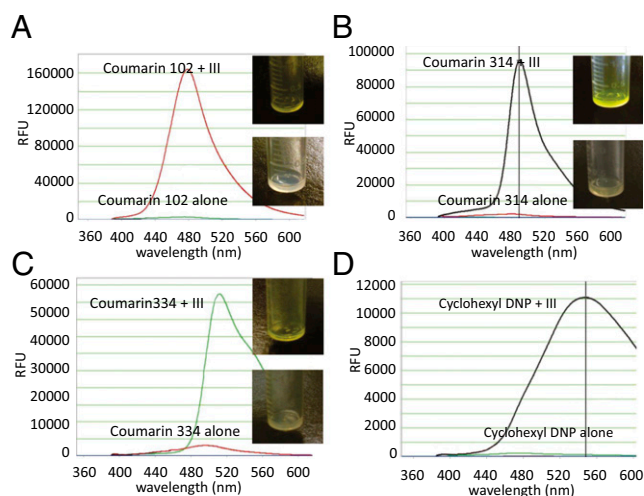 A
160000
120000
80000
40000
0
RFU
Coumarin 102 + III
Coumarin 102 alone
360 400 440 480 520 560 600
wavelength (nm)
B
100000
80000
60000
40000
20000
0
RFU
Coumarin 314 + III
Coumarin 314 alone
360 400 440 480 520 560 600
wavelength (nm)
C
60000
50000
40000
30000
20000
10000
0
RFU
Coumarin334 + III
Coumarin 334 alone
360 400 440 480 520 560 600
wavelength (nm)
D
12000
10000
8000
6000
4000
2000
0
RFU
Cyclohexyl DNP + III
Cyclohexyl DNP alone
360 400 440 480 520 560 600
wavelength (nm)